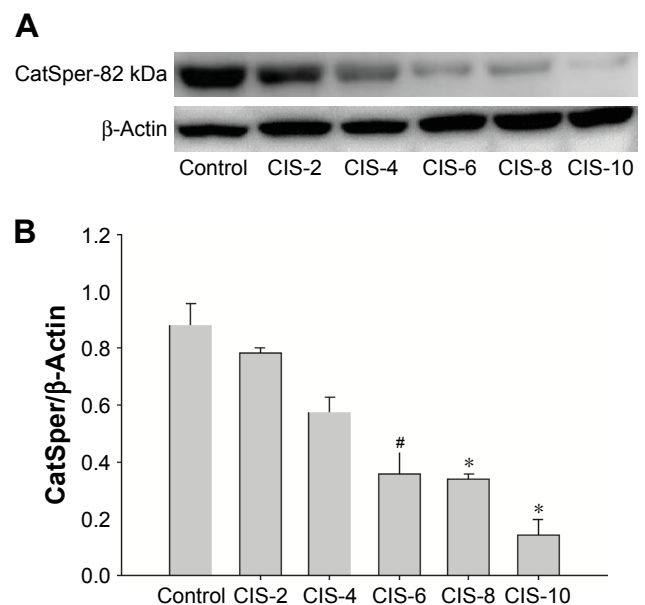 A
CatSper-82 kDa
β-Actin
Control CIS-2 CIS-4 CIS-6 CIS-8 CIS-10
B
CatSper/β-Actin
1.2
1.0
0.8
0.6
0.4
0.2
0.0
#
*
*
Control CIS-2 CIS-4 CIS-6 CIS-8 CIS-10